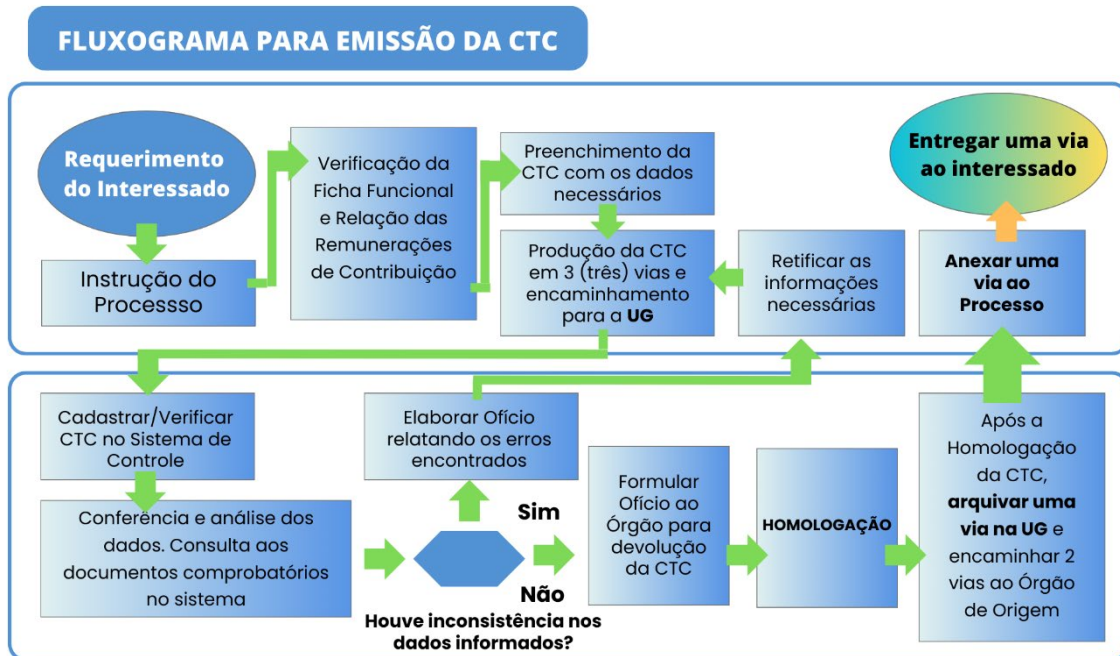 FLUXOGRAMA PARA EMISSÃO DA CTC
Requerimento
do Interessado
Instrução do
Processso
Verificação da
Ficha Funcional
e Relação das
Remunerações
de Contribuição
Preenchimento da
CTC com os dados
necessários
Produção da CTC
em 3 (três) vias e
encaminhamento
para a UG
Retificar as
informações
necessárias
Entregar uma via
ao interessado
Anexar uma
via ao
Processo
Cadastrar/Verificar
CTC no Sistema de
Controle
Conferência e análise dos
dados. Consulta aos
documentos comprobatórios
no sistema
Elaborar Ofício
relatando os erros
encontrados
Sim
Não
Houve inconsistência nos
dados informados?
Formular
Ofício ao
Órgão para
devolução
da CTC
HOMOLOGAÇÃO
Após a
Homologação
da CTC,
arquivar uma
via na UG e
encaminhar 2
vias ao Órgão
de Origem